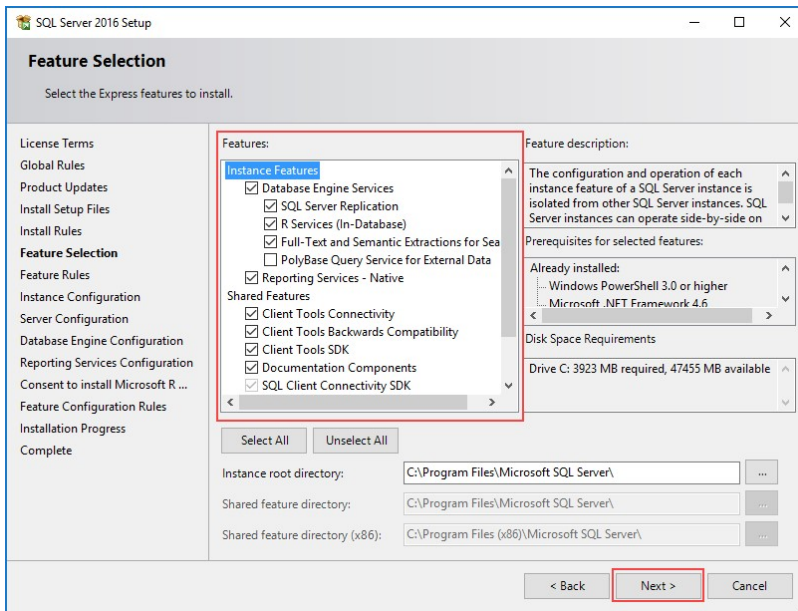 SQL Server 2016 Setup
Feature Selection
Select the Express features to install.
License Terms
Global Rules
Product Updates
Install Setup Files
Install Rules
Feature Selection
Feature Rules
Instance Configuration
Server Configuration
Database Engine Configuration
Reporting Services Configuration
Consent to install Microsoft R ...
Feature Configuration Rules
Installation Progress
Complete
Features:
Instance Features
Database Engine Services
SQL Server Replication
R Services (In-Database)
Full-Text and Semantic Extractions for Sea
PolyBase Query Service for External Data
Reporting Services - Native
Shared Features
Client Tools Connectivity
Client Tools Backwards Compatibility
Client Tools SDK
Documentation Components
SQL Client Connectivity SDK
Feature description:
The configuration and operation of each
instance feature of a SQL Server instance is
isolated from other SQL Server instances. SQL
Server instances can operate side-by-side on
Prerequisites for selected features:
Already installed:
Windows PowerShell 3.0 or higher
Microsoft .NET Framework 4.6
Disk Space Requirements
Drive C: 3923 MB required, 47455 MB available
Select All
Unselect All
Instance root directory:
C:\Program Files\Microsoft SQL Server\
...
Shared feature directory:
C:\Program Files\Microsoft SQL Server\
...
Shared feature directory (x86):
C:\Program Files (x86)\Microsoft SQL Server\
...
< Back
Next >
Cancel